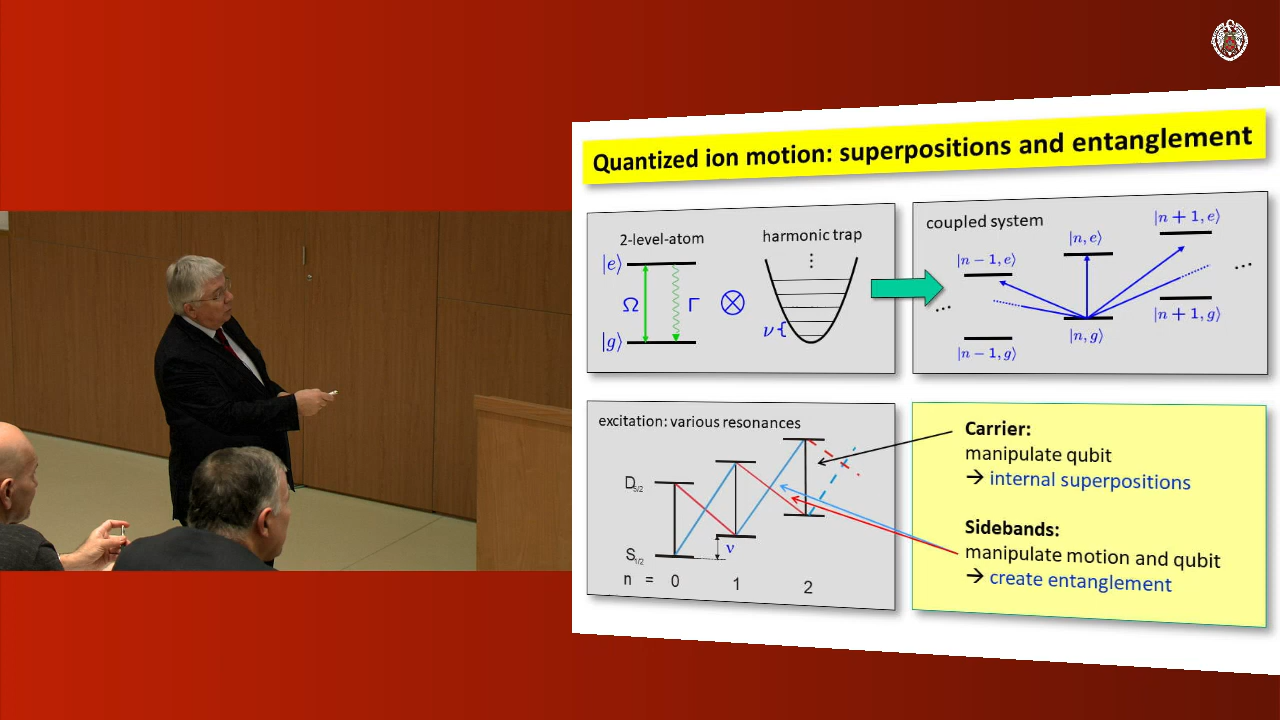 Quantized ion motion: superpositions and entanglement
2-level-atom
harmonic trap
|e⟩
Ω
Γ
|g⟩
⊗
⋮
ν {
coupled system
|n − 1, e⟩
|n, e⟩
|n + 1, e⟩
...
...
|n − 1, g⟩
|n, g⟩
|n + 1, g⟩
excitation: various resonances
D5/2
S1/2
ν
n = 0 1 2
Carrier:
manipulate qubit
→ internal superpositions
Sidebands:
manipulate motion and qubit
→ create entanglement